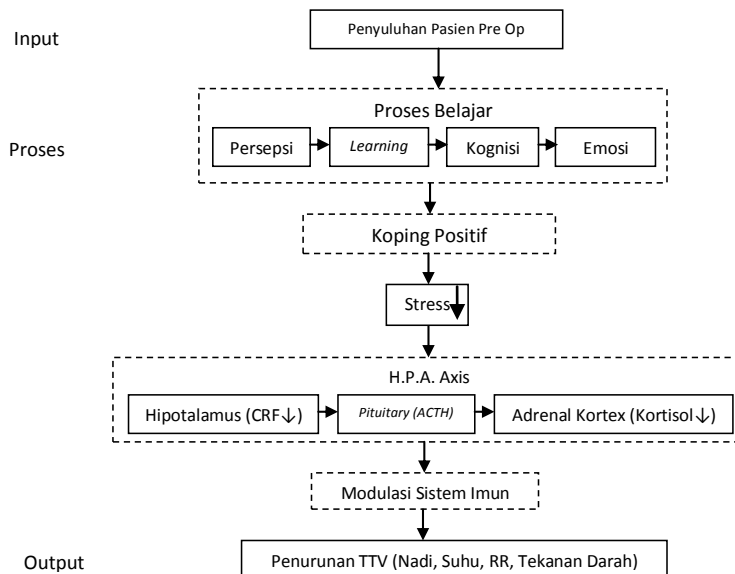 Input
Penyuluhan Pasien Pre Op
Proses
Proses Belajar
Persepsi
Learning
Kognisi
Emosi
Koping Positif
Stress
H.P.A. Axis
Hipotalamus (CRF↓)
Pituitary (ACTH)
Adrenal Kortex (Kortisol↓)
Modulasi Sistem Imun
Output
Penurunan TTV (Nadi, Suhu, RR, Tekanan Darah)